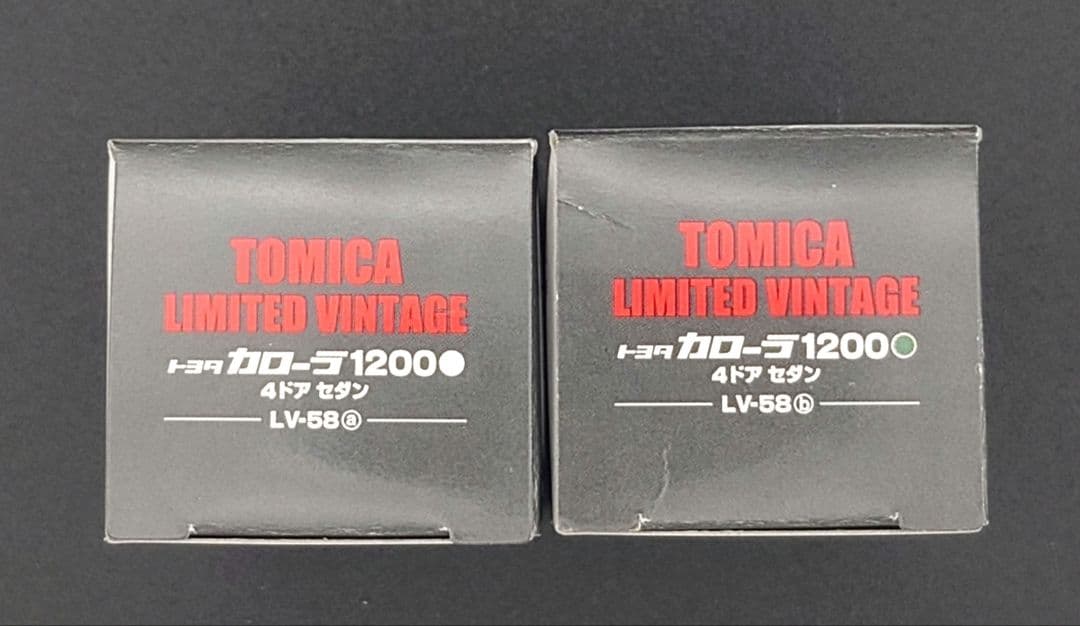 TOMICA
LIMITED VINTAGE
トヨタ カローラ 1200
4ドア セダン
LV-58ⓐ
TOMICA
LIMITED VINTAGE
トヨタ カローラ 1200
4ドア セダン
LV-58ⓑ